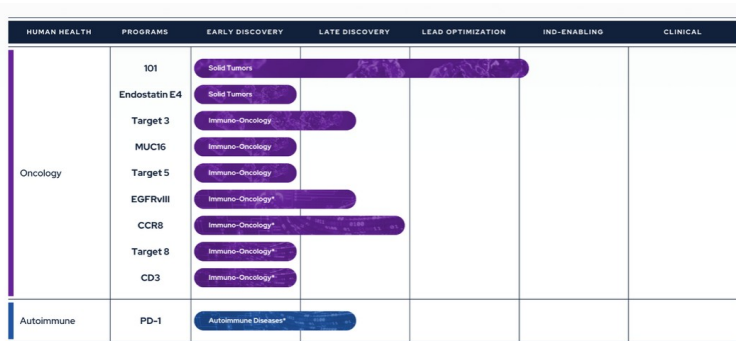 HUMAN HEALTH PROGRAMS EARLY DISCOVERY LATE DISCOVERY LEAD OPTIMIZATION IND-ENABLING CLINICAL
101 Solid Tumors
Endostatin E4 Solid Tumors
Target 3 Immuno-Oncology
MUC16 Immuno-Oncology
Oncology Target 5 Immuno-Oncology
EGFRvIII Immuno-Oncology*
CCR8 Immuno-Oncology*
Target 8 Immuno-Oncology*
CD3 Immuno-Oncology*
Autoimmune PD-1 Autoimmune Diseases*